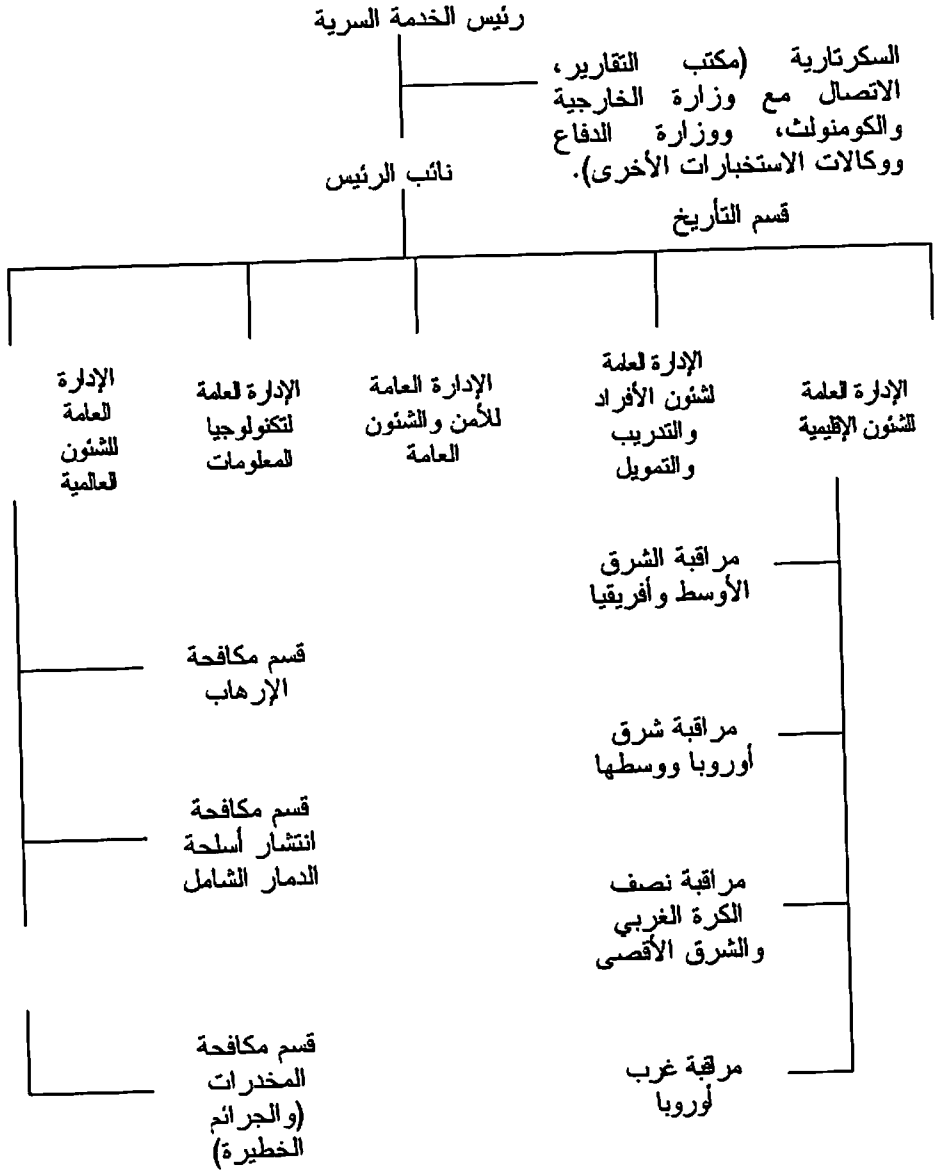 رئيس الخدمة السرية
السكرتارية (مكتب التقارير،
الاتصال مع وزارة الخارجية
والكومنولث، ووزارة الدفاع
ووكالات الاستخبارات الأخرى).
نائب الرئيس
قسم التأريخ
الإدارة العامة
للشئون الإقليمية
الإدارة العامة
لشئون الأفراد
والتدريب
والتمويل
الإدارة العامة
للأمن والشئون
العامة
الإدارة العامة
لتكنولوجيا
المعلومات
الإدارة
العامة
للشئون
العالمية
مراقبة الشرق
الأوسط وأفريقيا
مراقبة شرق
أوروبا ووسطها
مراقبة نصف
الكرة الغربي
والشرق الأقصى
مراقبة غرب
أوروبا
قسم مكافحة
الإرهاب
قسم مكافحة
انتشار أسلحة
الدمار الشامل
قسم مكافحة
المخدرات
(والجرائم
الخطيرة)